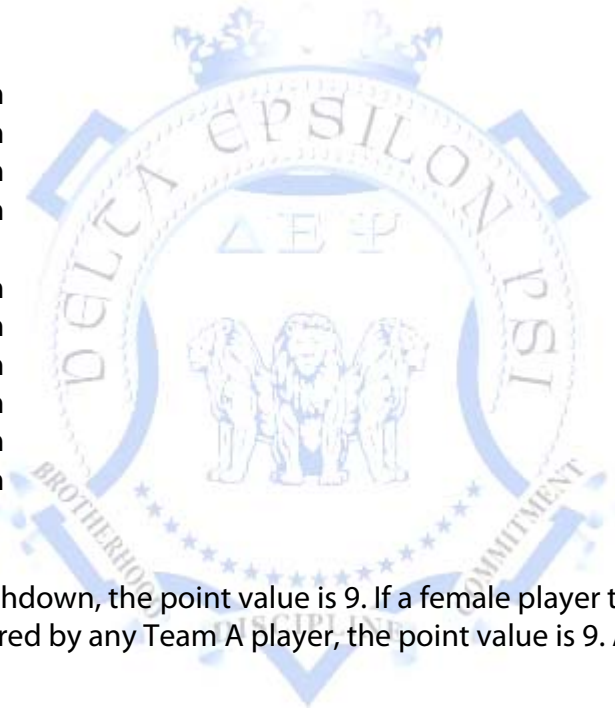 DELTA EPSILON PSI
Δ Ε Ψ
BROTHERHOOD
DISCIPLINE
COMMITMENT
n
n
n
n
n
n
n
n
n
n
hdown, the point value is 9. If a female player t
red by any Team A player, the point value is 9.